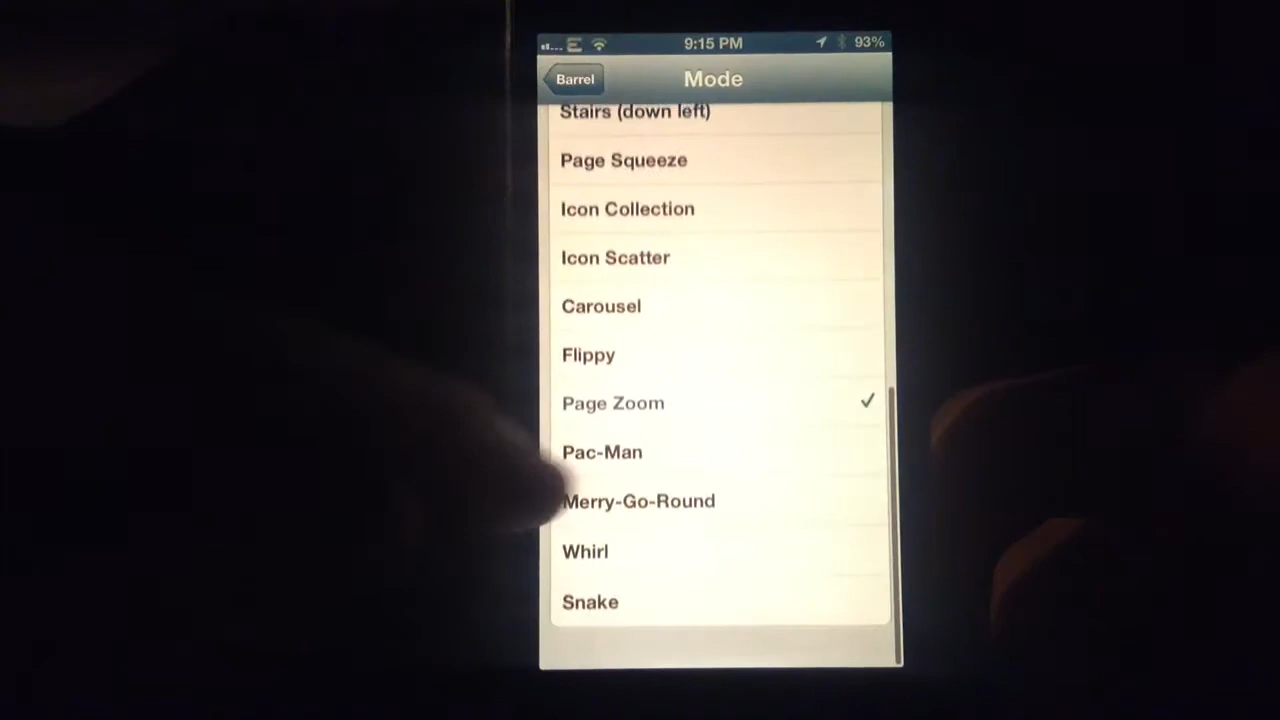 9:15 PM 93%
Barrel Mode
Stairs (down left)
Page Squeeze
Icon Collection
Icon Scatter
Carousel
Flippy
Page Zoom
Pac-Man
Merry-Go-Round
Whirl
Snake